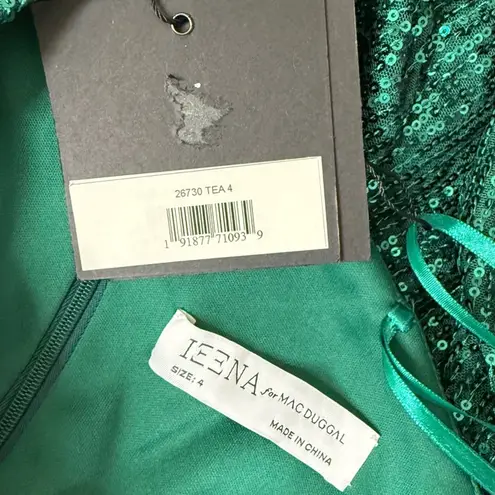 26730 TEA 4
1 91877 71093 9
IEENA for MAC DUGGAL
SIZE: 4
MADE IN CHINA